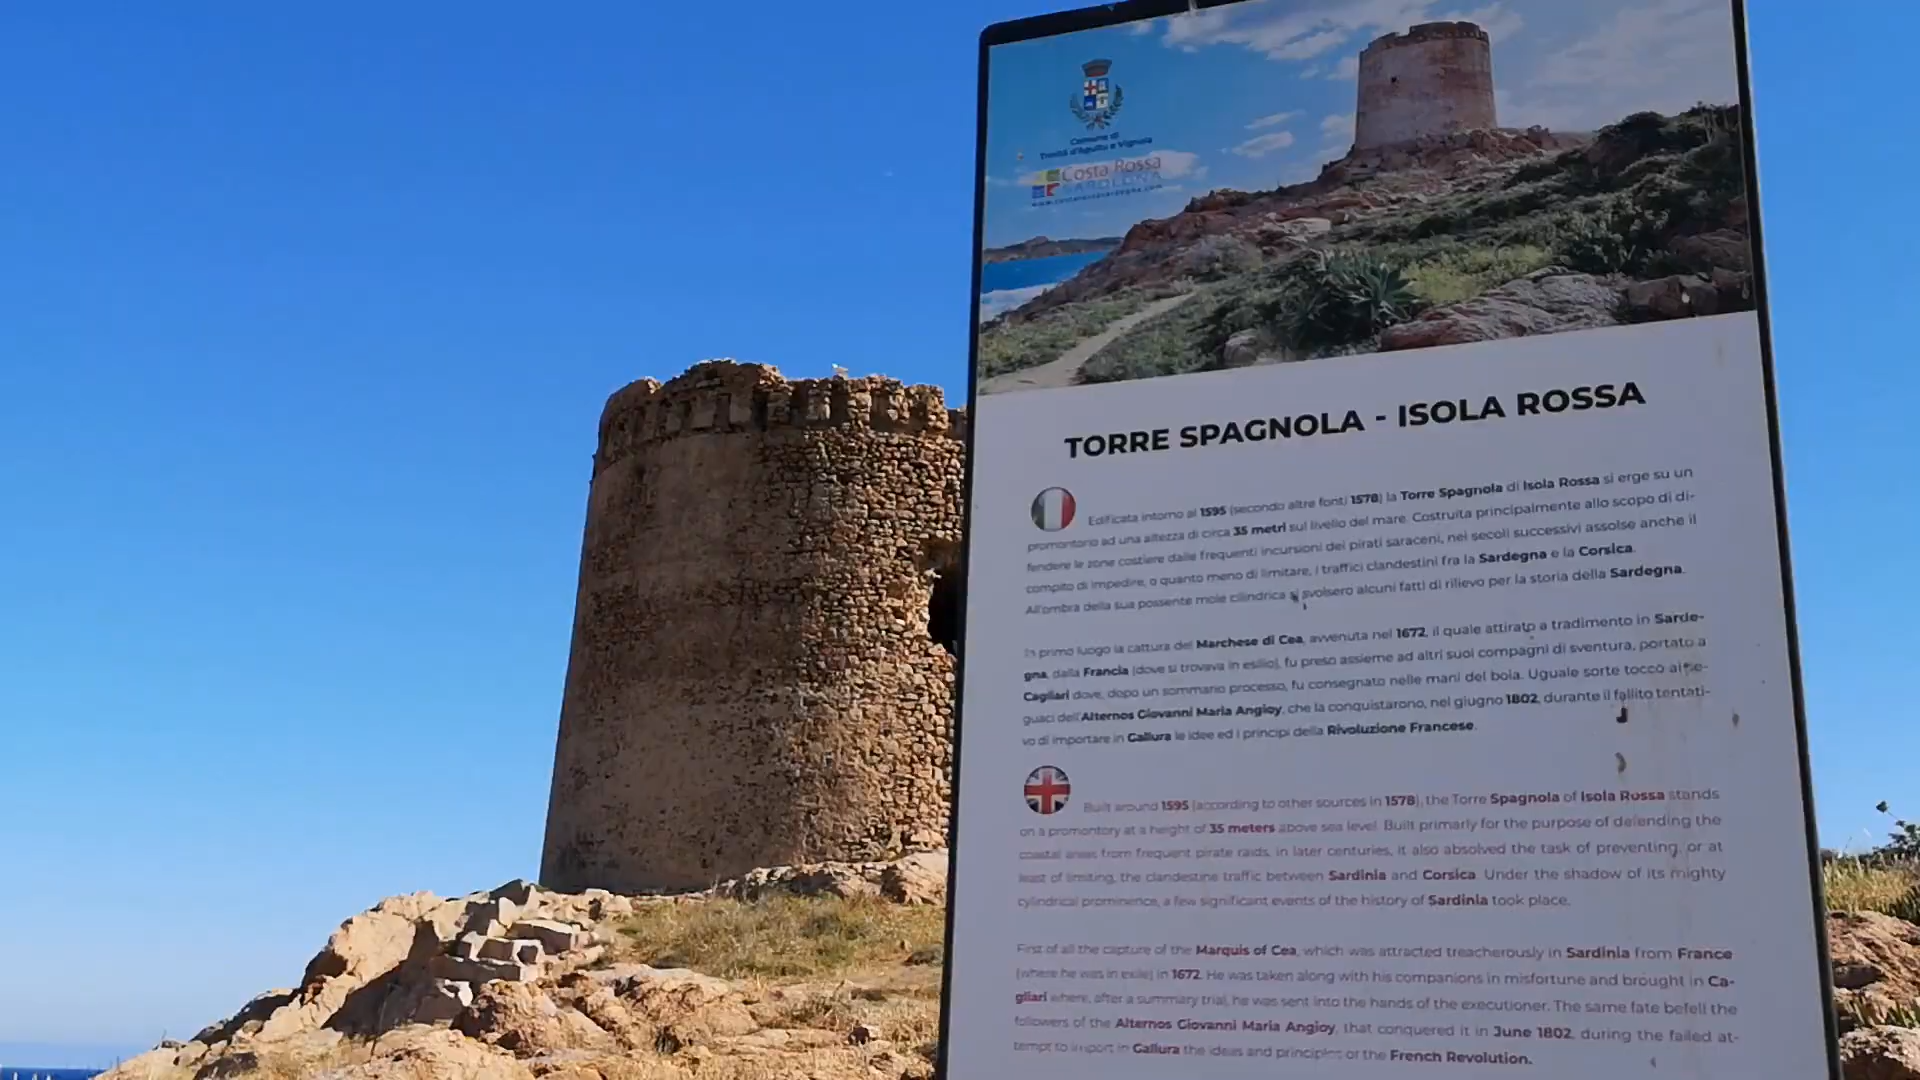 Comune di
Trinità d'Agultu e Vignola
Costa Rossa
SARDEGNA
www.costarossasardegna.com
TORRE SPAGNOLA - ISOLA ROSSA
Edificata intorno al 1595 (secondo altre fonti 1578) la Torre Spagnola di Isola Rossa si erge su un
promontorio ad una altezza di circa 35 metri sul livello del mare. Costruita principalmente allo scopo di di-
fendere le zone costiere dalle frequenti incursioni dei pirati saraceni, nei secoli successivi assolse anche il
compito di impedire, o quanto meno di limitare, i traffici clandestini fra la Sardegna e la Corsica.
All'ombra della sua possente mole cilindrica si svolsero alcuni fatti di rilievo per la storia della Sardegna.
In primo luogo la cattura del Marchese di Cea, avvenuta nel 1672, il quale attirato a tradimento in Sarde-
gna, dalla Francia (dove si trovava in esilio), fu preso assieme ad altri suoi compagni di sventura, portato a
Cagliari dove, dopo un sommario processo, fu consegnato nelle mani del boia. Uguale sorte toccò ai se-
guaci dell'Alternos Giovanni Maria Angioy, che la conquistarono, nel giugno 1802, durante il fallito tentati-
vo di importare in Gallura le idee ed i principi della Rivoluzione Francese.
Built around 1595 (according to other sources in 1578), the Torre Spagnola of Isola Rossa stands
on a promontory at a height of 35 meters above sea level. Built primarily for the purpose of defending the
coastal areas from frequent pirate raids, in later centuries, it also absolved the task of preventing, or at
least of limiting, the clandestine traffic between Sardinia and Corsica. Under the shadow of its mighty
cylindrical prominence, a few significant events of the history of Sardinia took place.
First of all the capture of the Marquis of Cea, which was attracted treacherously in Sardinia from France
(where he was in exile) in 1672. He was taken along with his companions in misfortune and brought in Ca-
gliari where, after a summary trial, he was sent into the hands of the executioner. The same fate befell the
followers of the Alternos Giovanni Maria Angioy, that conquered it in June 1802, during the failed at-
tempt to import in Gallura the ideas and principles or the French Revolution.